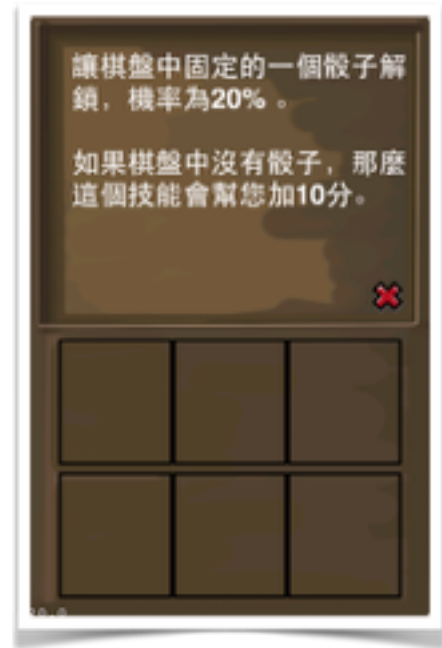 讓棋盤中固定的一個骰子解
鎖，機率為20% 。
如果棋盤中沒有骰子，那麼
這個技能會幫您加10分。